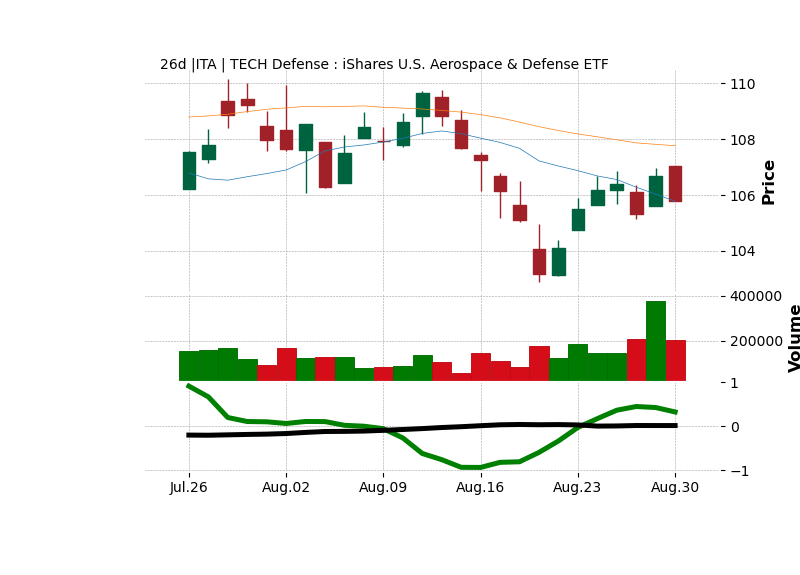 26d |ITA | TECH Defense : iShares U.S. Aerospace & Defense ETF
110
108
106
104
Price
400000
200000
Volume
1
0
−1
Jul.26 Aug.02 Aug.09 Aug.16 Aug.23 Aug.30